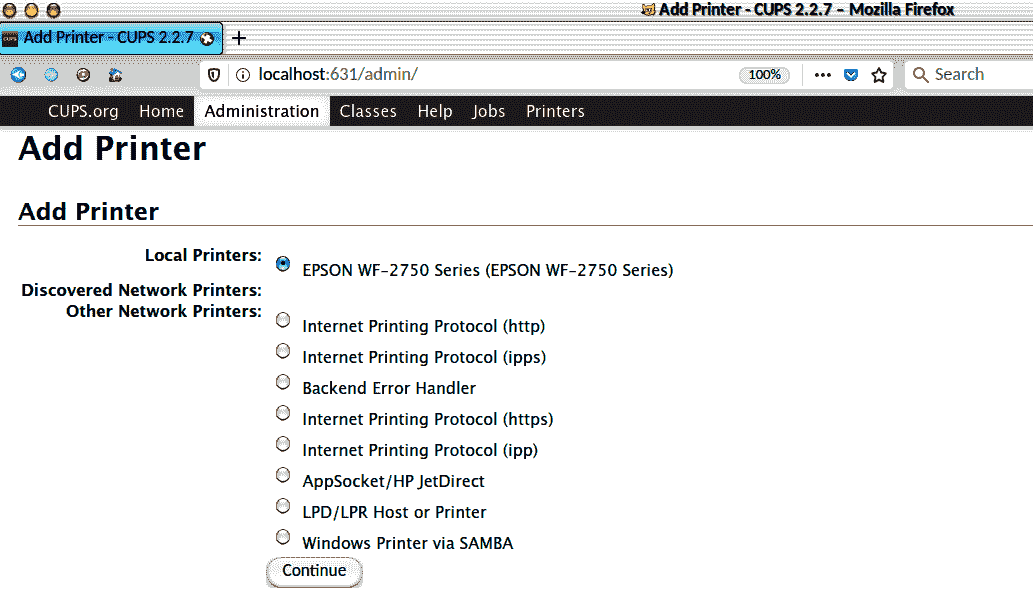 Add Printer - CUPS 2.2.7 - Mozilla Firefox
CUPS Add Printer - CUPS 2.2.7 +
localhost:631/admin/ 100% Search
CUPS.org Home Administration Classes Help Jobs Printers
Add Printer
Add Printer
Local Printers:
EPSON WF-2750 Series (EPSON WF-2750 Series)
Discovered Network Printers:
Other Network Printers:
Internet Printing Protocol (http)
Internet Printing Protocol (ipps)
Backend Error Handler
Internet Printing Protocol (https)
Internet Printing Protocol (ipp)
AppSocket/HP JetDirect
LPD/LPR Host or Printer
Windows Printer via SAMBA
Continue